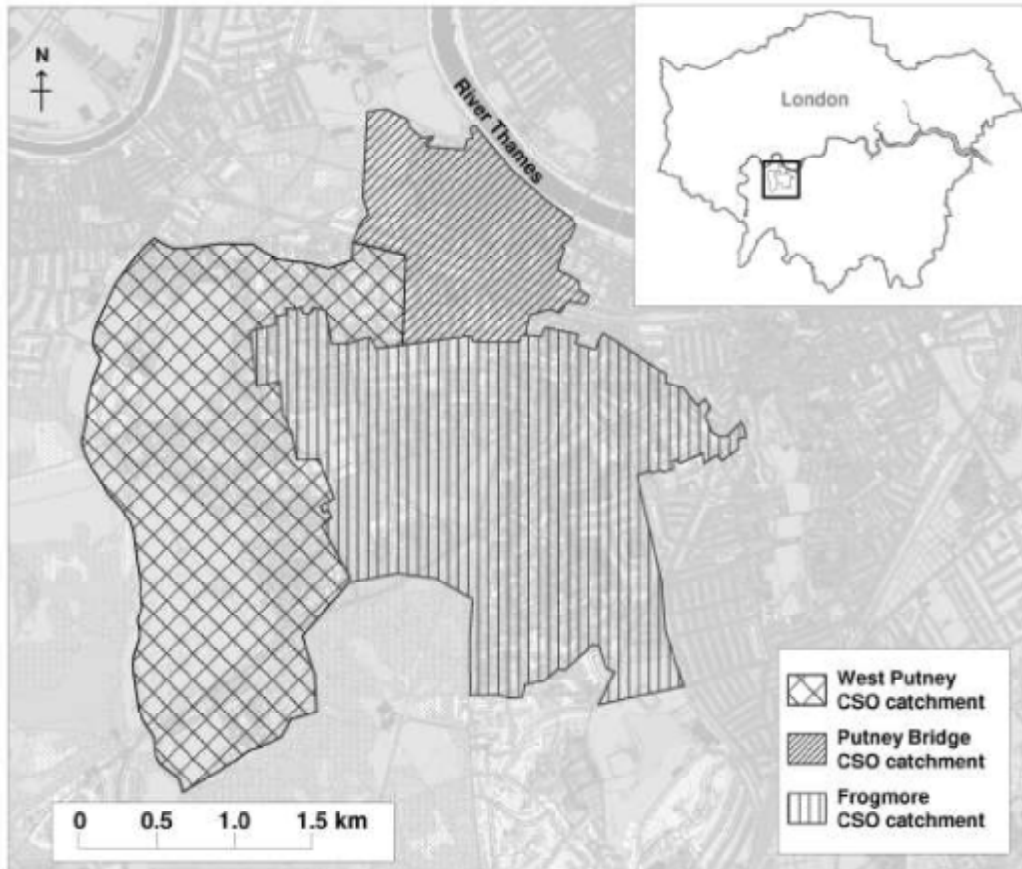 N
River Thames
London
West Putney
CSO catchment
Putney Bridge
CSO catchment
Frogmore
CSO catchment
0 0.5 1.0 1.5 km